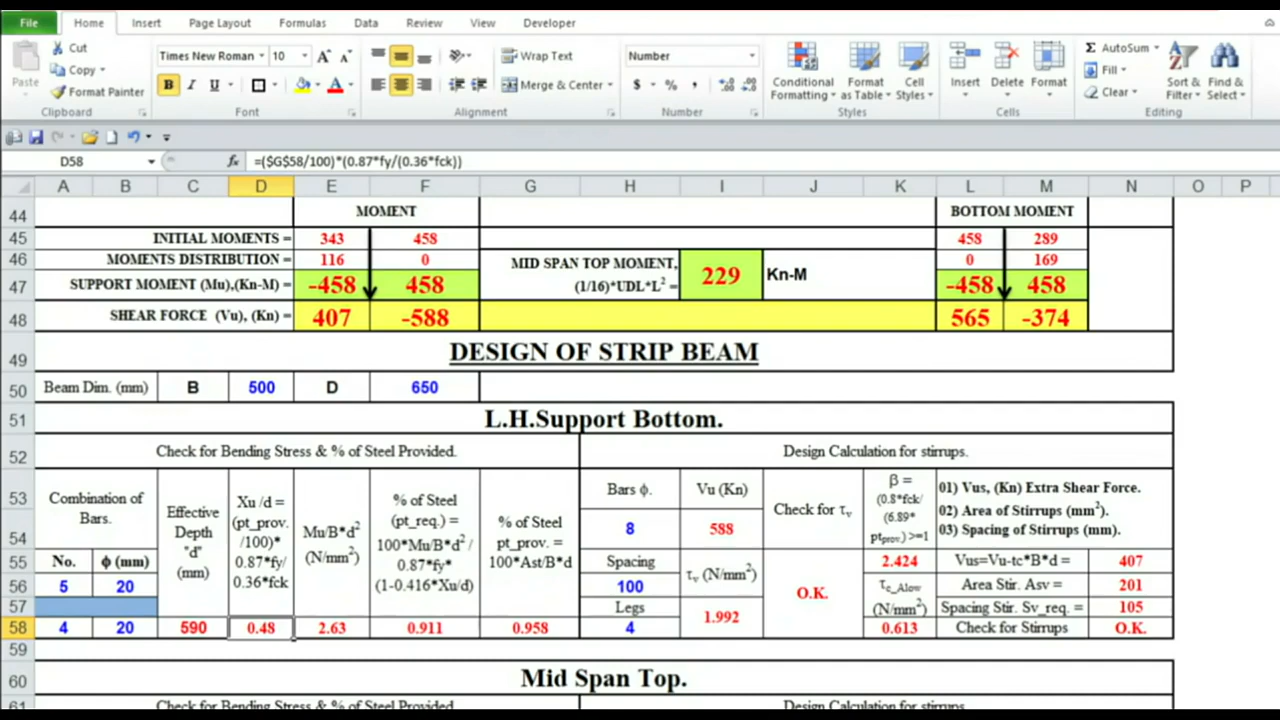 File Home Insert Page Layout Formulas Data Review View Developer
Paste Cut Copy Format Painter Clipboard
Times New Roman 10 B I U A Font
Wrap Text Merge & Center Alignment
Number $ % , Number
Conditional Formatting Format as Table Cell Styles Styles
Insert Delete Format Cells
Σ AutoSum Fill Clear Sort & Filter Find & Select Editing
D58 fx =($G$58/100)*(0.87*fy/(0.36*fck))
A B C D E F G H I J K L M N O P
44 MOMENT BOTTOM MOMENT
45 INITIAL MOMENTS = 343 458 458 289
46 MOMENTS DISTRIBUTION = 116 0 MID SPAN TOP MOMENT, 0 169
47 SUPPORT MOMENT (Mu),(Kn-M) = -458 458 (1/16)*UDL*L² = 229 Kn-M -458 458
48 SHEAR FORCE (Vu), (Kn) = 407 -588 565 -374
49 DESIGN OF STRIP BEAM
50 Beam Dim. (mm) B 500 D 650
51 L.H.Support Bottom.
52 Check for Bending Stress & % of Steel Provided. Design Calculation for stirrups.
53
54
55
56
57
58
Combination of Bars.
No. ϕ (mm)
5 20
4 20
Effective Depth "d" (mm)
590
Xu /d = (pt_prov. /100)* 0.87*fy/ 0.36*fck
0.48
Mu/B*d² (N/mm²)
2.63
% of Steel (pt_req.) = 100*Mu/B*d² / 0.87*fy* (1-0.416*Xu/d)
0.911
% of Steel pt_prov. = 100*Ast/B*d
0.958
Bars ϕ.
8
Spacing
100
Legs
4
Vu (Kn)
588
τv (N/mm²)
1.992
Check for τv
O.K.
β = (0.8*fck/ (6.89* ptprov) >=1
2.424
τc_Alow (N/mm²)
0.613
01) Vus, (Kn) Extra Shear Force.
02) Area of Stirrups (mm²).
03) Spacing of Stirrups (mm).
Vus=Vu-tc*B*d = 407
Area Stir. Asv = 201
Spacing Stir. Sv_req. = 105
Check for Stirrups O.K.
59
60 Mid Span Top.
61 Check for Bending Stress & % of Steel Provided. Design Calculation for stirrups.